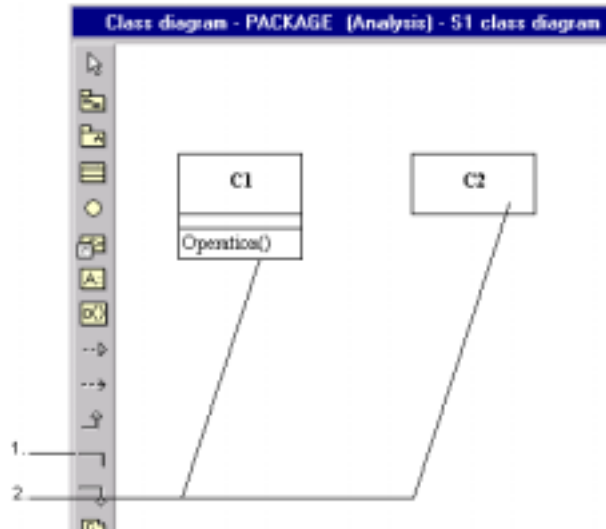 Class diagram - PACKAGE (Analysis) - S1 class diagram
C1
C2
Operation()
1.
2